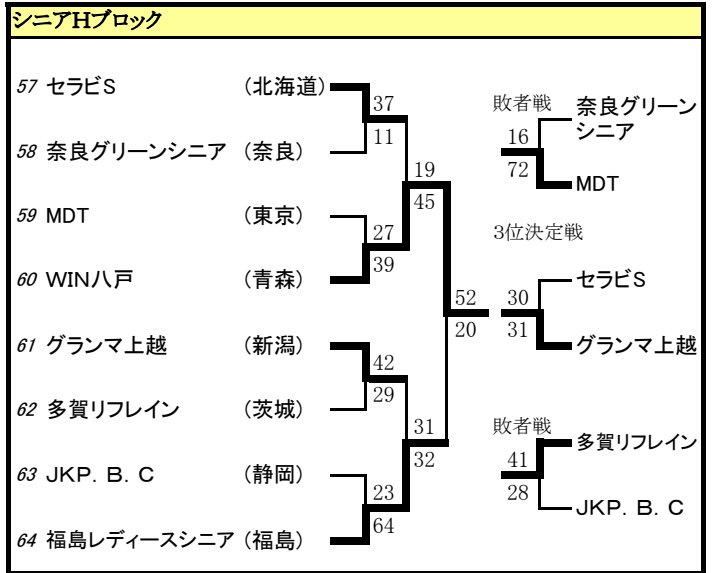 シニアHブロック
57 セラビS (北海道)
58 奈良グリーンシニア (奈良)
59 MDT (東京)
60 WIN八戸 (青森)
61 グランマ上越 (新潟)
62 多賀リフレイン (茨城)
63 JKP. B. C (静岡)
64 福島レディースシニア (福島)
37
11
27
39
42
29
23
64
19
45
31
32
52
20
敗者戦
奈良グリーン
シニア
16
72
MDT
3位決定戦
セラビS
30
31
グランマ上越
敗者戦
多賀リフレイン
41
28
JKP. B. C